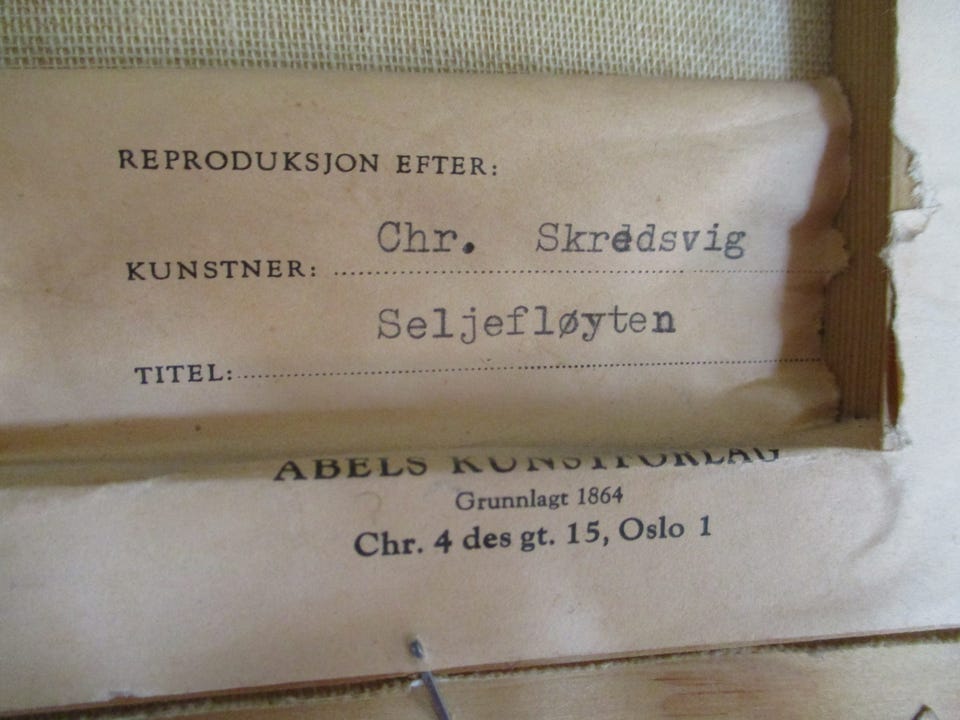 REPRODUKSJON EFTER:
Chr. Skredsvig
KUNSTNER:
Seljefløyten
TITEL:
ABELS KUNSTFORLAG
Grunnlagt 1864
Chr. 4 des gt. 15, Oslo 1